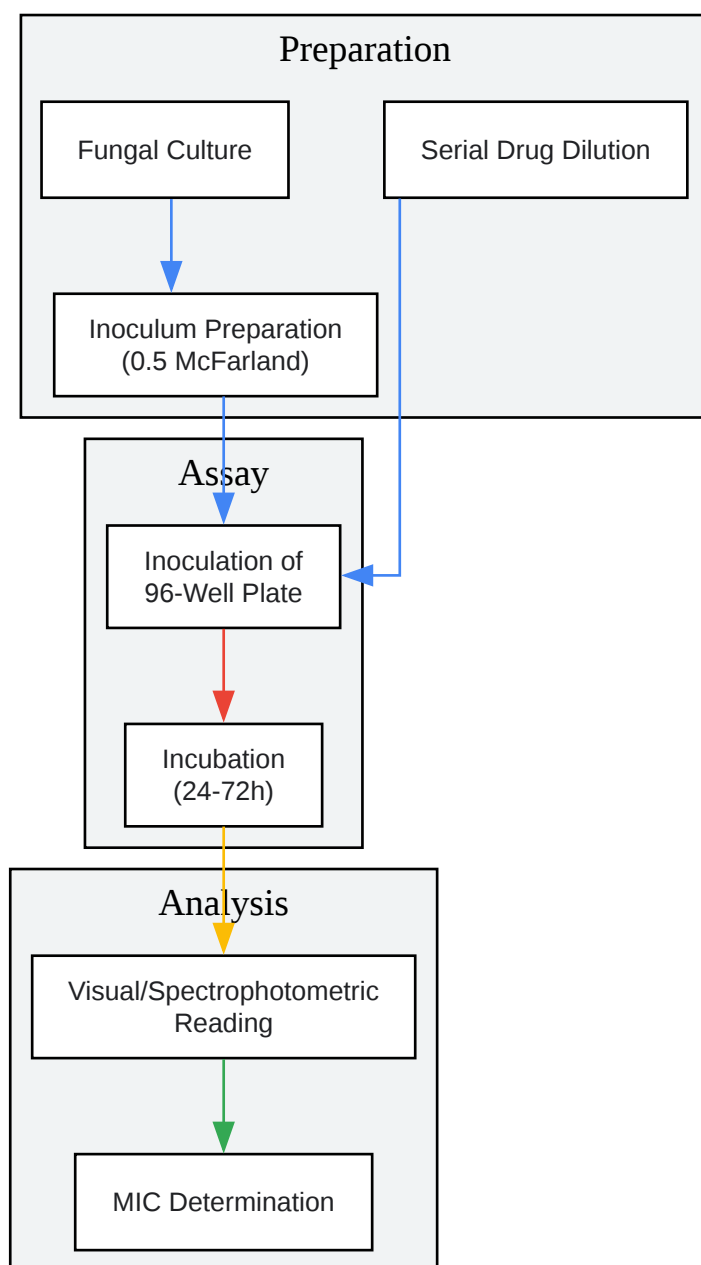 Preparation
Fungal Culture
Serial Drug Dilution
Inoculum Preparation
(0.5 McFarland)
Assay
Inoculation of
96-Well Plate
Incubation
(24-72h)
Analysis
Visual/Spectrophotometric
Reading
MIC Determination